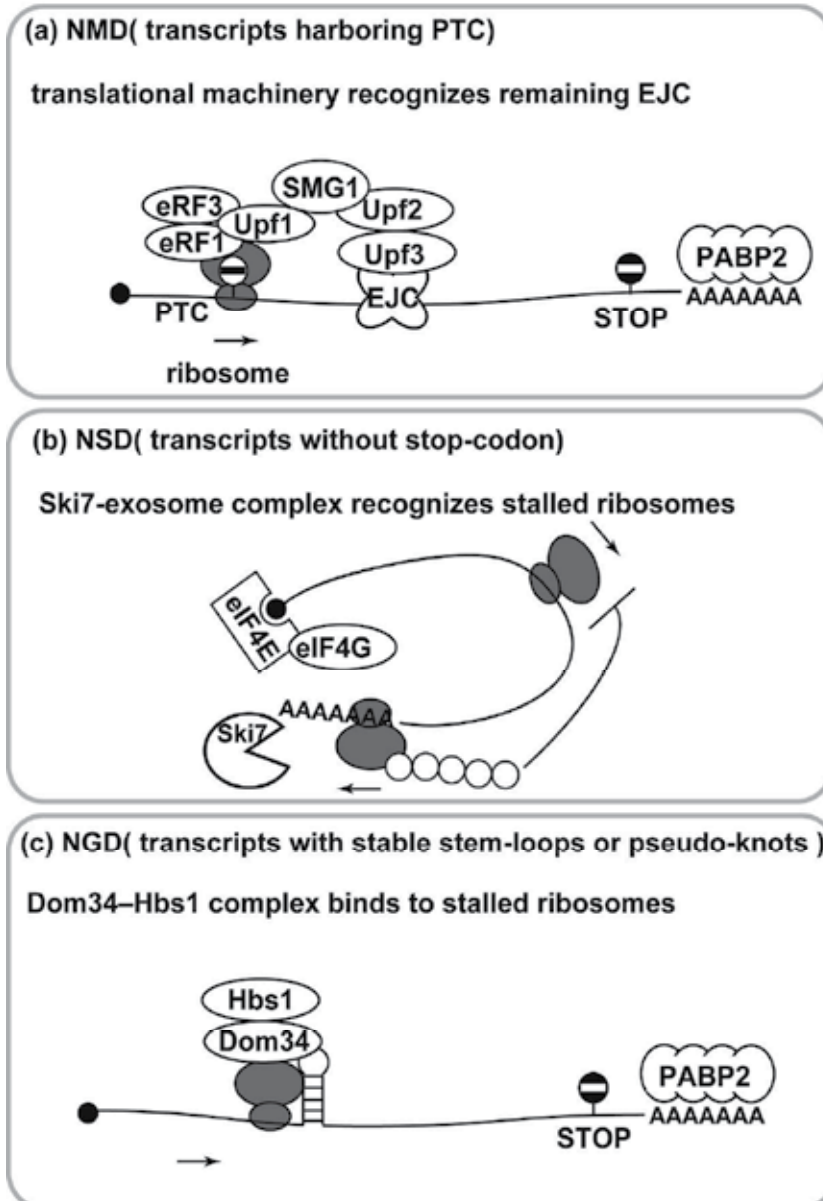 (a) NMD( transcripts harboring PTC)
translational machinery recognizes remaining EJC
SMG1
eRF3
Upf1
Upf2
eRF1
Upf3
PABP2
EJC
AAAAAAA
PTC
STOP
ribosome
(b) NSD( transcripts without stop-codon)
Ski7-exosome complex recognizes stalled ribosomes
eIF4E
eIF4G
AAAAAAA
Ski7
(c) NGD( transcripts with stable stem-loops or pseudo-knots )
Dom34–Hbs1 complex binds to stalled ribosomes
Hbs1
Dom34
PABP2
AAAAAAA
STOP